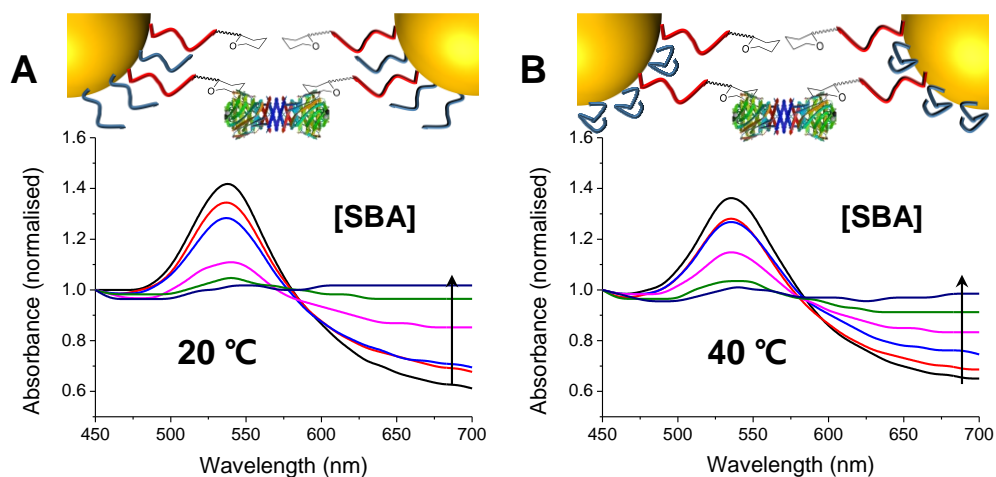 A
O
O
O
O
1.6
1.4
1.2
1.0
0.8
0.6
Absorbance (normalised)
[SBA]
20 ℃
450 500 550 600 650 700
Wavelength (nm)
B
O
O
O
O
1.6
1.4
1.2
1.0
0.8
0.6
Absorbance (normalised)
[SBA]
40 ℃
450 500 550 600 650 700
Wavelength (nm)